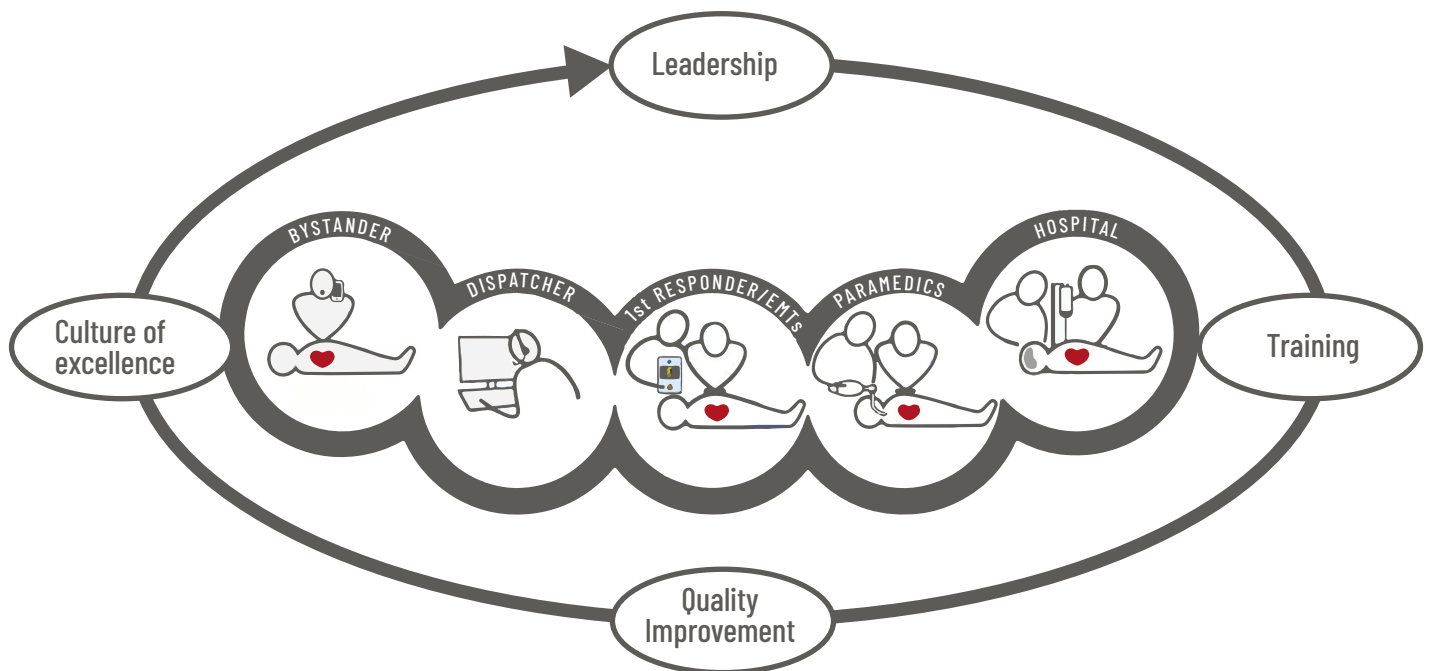 Leadership
BYSTANDER
DISPATCHER
1st RESPONDER/EMTs
PARAMEDICS
HOSPITAL
Culture of
excellence
Training
Quality
Improvement